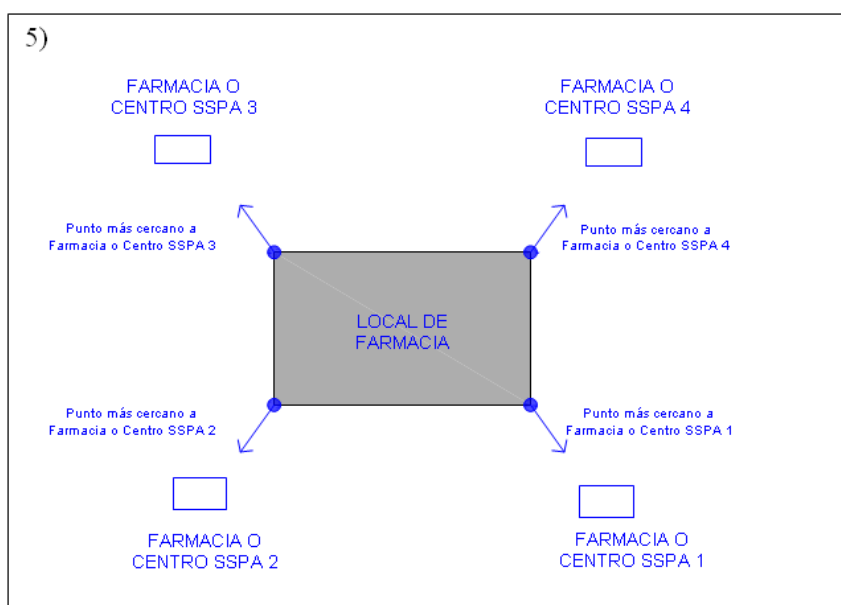 5)
FARMACIA O
CENTRO SSPA 3
FARMACIA O
CENTRO SSPA 4
Punto más cercano a
Farmacia o Centro SSPA 3
Punto más cercano a
Farmacia o Centro SSPA 4
LOCAL DE
FARMACIA
Punto más cercano a
Farmacia o Centro SSPA 2
Punto más cercano a
Farmacia o Centro SSPA 1
FARMACIA O
CENTRO SSPA 2
FARMACIA O
CENTRO SSPA 1